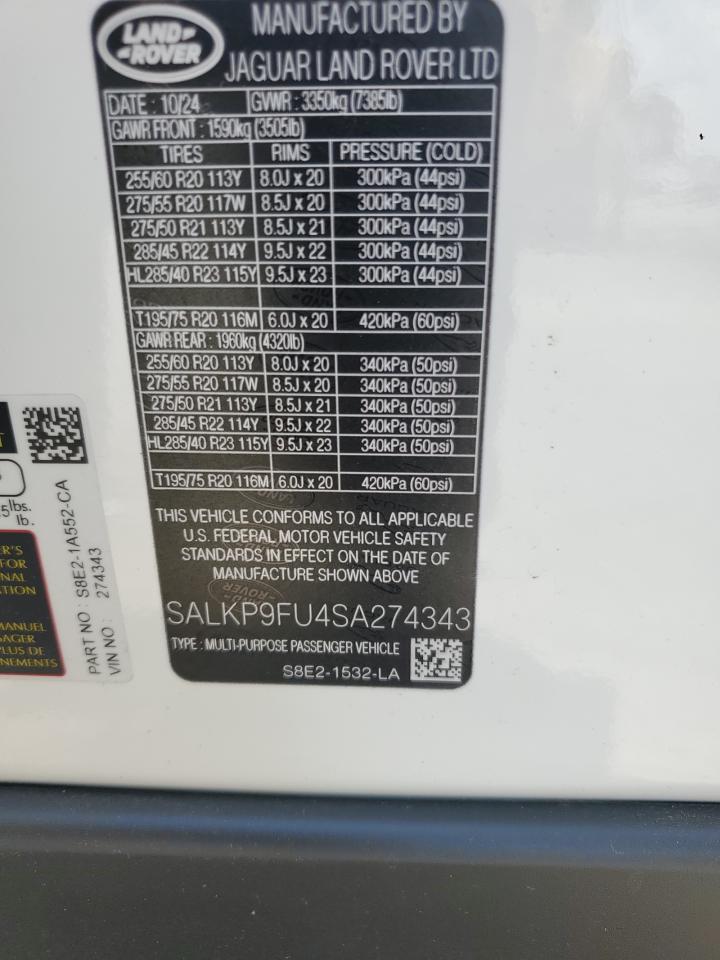 LAND ROVER
MANUFACTURED BY
JAGUAR LAND ROVER LTD
DATE : 10/24 GVWR : 3350kg (7385lb)
GAWR FRONT : 1590kg (3505lb)
TIRES RIMS PRESSURE (COLD)
255/60 R20 113Y 8.0J x 20 300kPa (44psi)
275/55 R20 117W 8.5J x 20 300kPa (44psi)
275/50 R21 113Y 8.5J x 21 300kPa (44psi)
285/45 R22 114Y 9.5J x 22 300kPa (44psi)
HL285/40 R23 115Y 9.5J x 23 300kPa (44psi)
T195/75 R20 116M 6.0J x 20 420kPa (60psi)
GAWR REAR : 1960kg (4320lb)
255/60 R20 113Y 8.0J x 20 340kPa (50psi)
275/55 R20 117W 8.5J x 20 340kPa (50psi)
275/50 R21 113Y 8.5J x 21 340kPa (50psi)
285/45 R22 114Y 9.5J x 22 340kPa (50psi)
HL285/40 R23 115Y 9.5J x 23 340kPa (50psi)
T195/75 R20 116M 6.0J x 20 420kPa (60psi)
THIS VEHICLE CONFORMS TO ALL APPLICABLE
U.S. FEDERAL MOTOR VEHICLE SAFETY
STANDARDS IN EFFECT ON THE DATE OF
MANUFACTURE SHOWN ABOVE
SALKP9FU4SA274343
TYPE : MULTI-PURPOSE PASSENGER VEHICLE
S8E2-1532-LA
PART NO : S8E2-1A552-CA
VIN NO : 274343
lbs.
lb.
FOR
MANUEL
PLUS DE